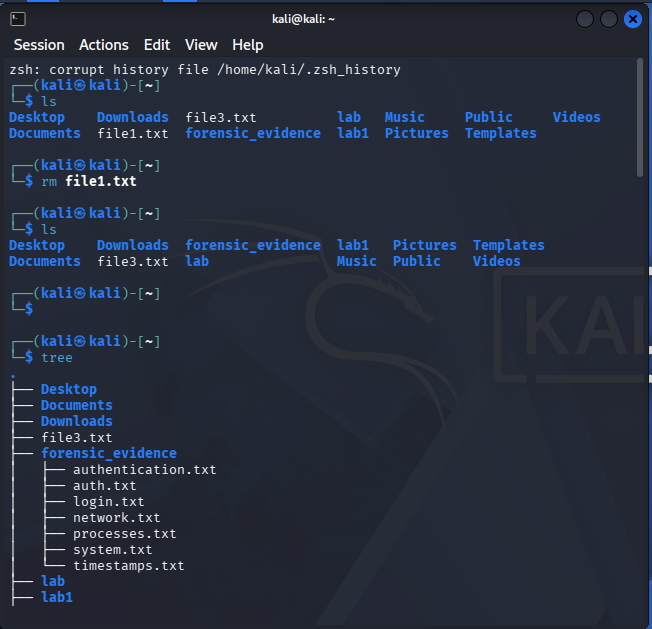 kali@kali: ~
Session Actions Edit View Help
zsh: corrupt history file /home/kali/.zsh_history
┌──(kali㉿kali)-[~]
└─$ ls
Desktop    Downloads  file3.txt          lab   Music     Public     Videos
Documents  file1.txt  forensic_evidence  lab1  Pictures  Templates
┌──(kali㉿kali)-[~]
└─$ rm file1.txt
┌──(kali㉿kali)-[~]
└─$ ls
Desktop    Downloads  forensic_evidence  lab1   Pictures  Templates
Documents  file3.txt  lab                Music  Public    Videos
┌──(kali㉿kali)-[~]
└─$
┌──(kali㉿kali)-[~]
└─$ tree
.
├── Desktop
├── Documents
├── Downloads
├── file3.txt
├── forensic_evidence
│   ├── authentication.txt
│   ├── auth.txt
│   ├── login.txt
│   ├── network.txt
│   ├── processes.txt
│   ├── system.txt
│   └── timestamps.txt
├── lab
├── lab1
KALI